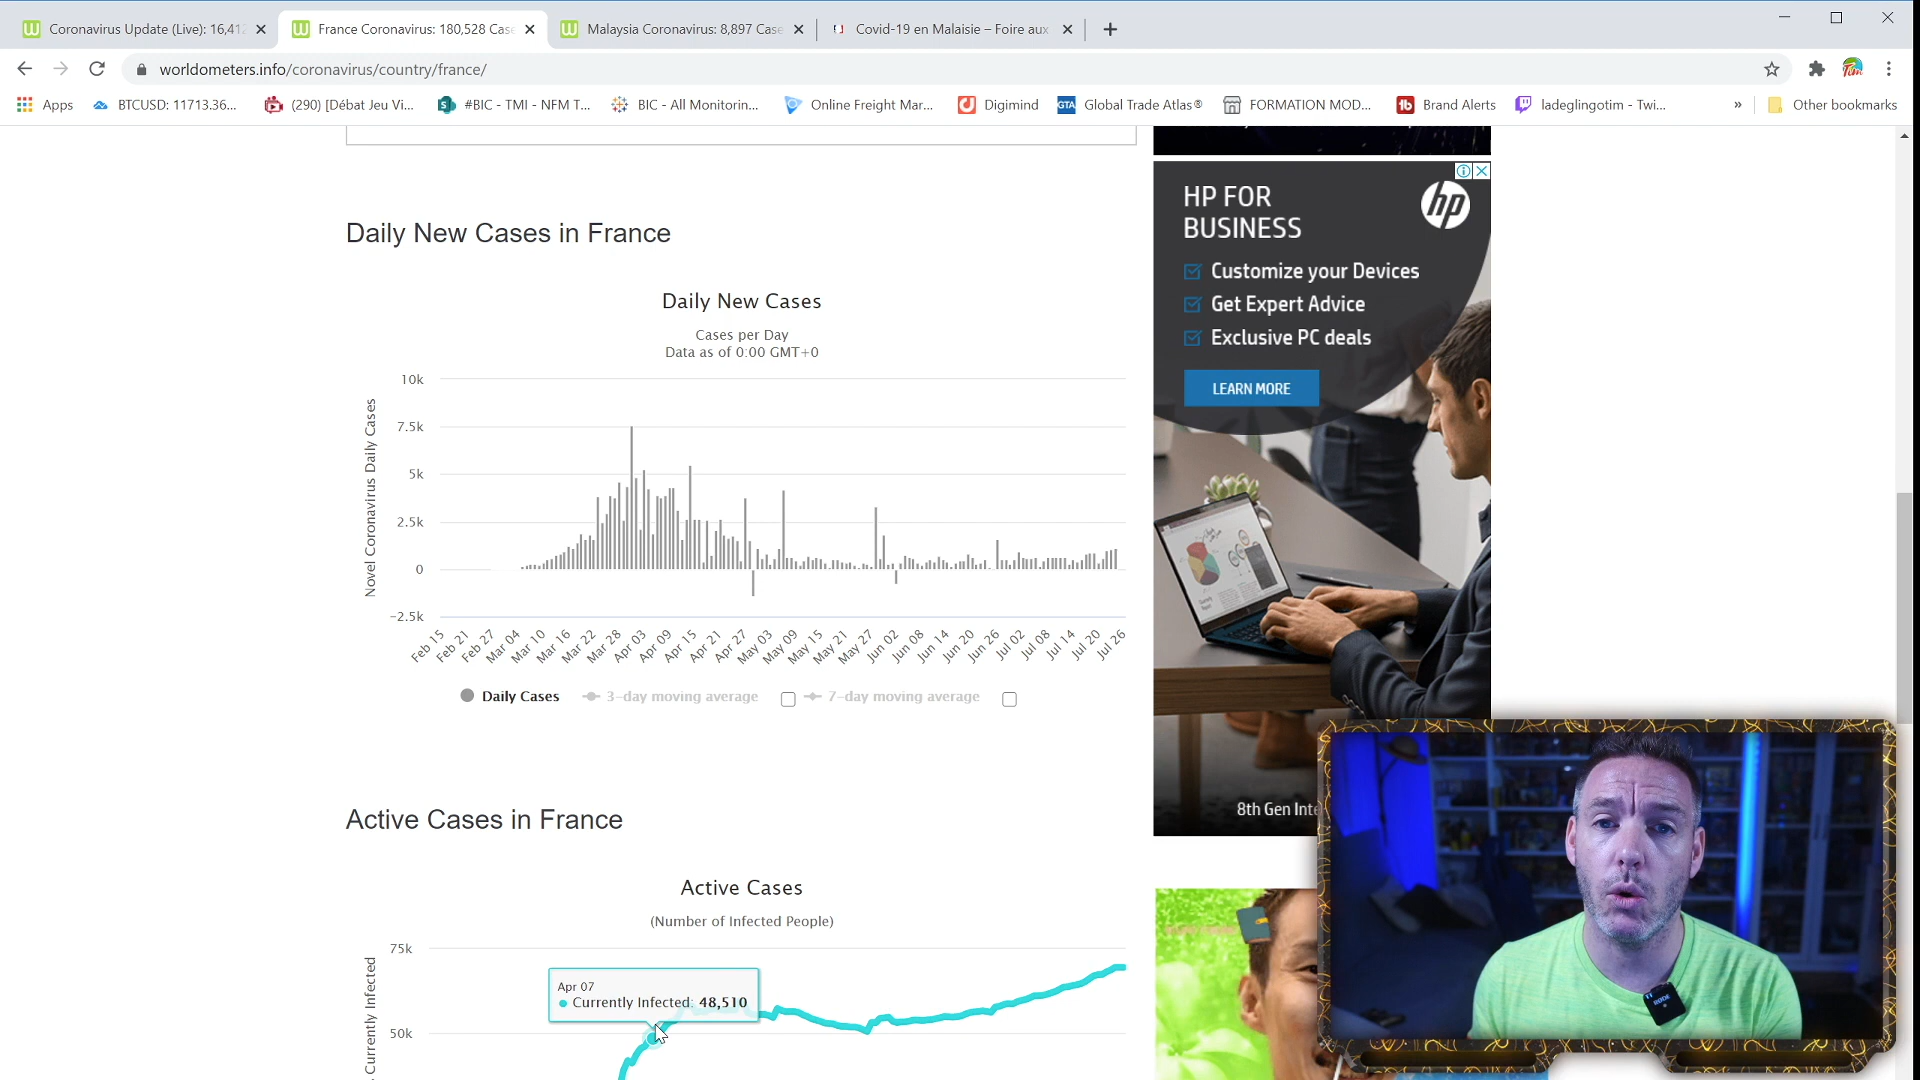 Coronavirus Update (Live): 16,412
France Coronavirus: 180,528 Case
Malaysia Coronavirus: 8,897 Case
Covid-19 en Malaisie – Foire aux
worldometers.info/coronavirus/country/france/
Tim
Apps
BTCUSD: 11713.36...
(290) [Débat Jeu Vi...
#BIC - TMI - NFM T...
BIC - All Monitorin...
Online Freight Mar...
Digimind
GTA
Global Trade Atlas®
FORMATION MOD...
Brand Alerts
ladeglingotim - Twi...
»
Other bookmarks
HP FOR
BUSINESS
hp
Customize your Devices
Get Expert Advice
Exclusive PC deals
LEARN MORE
8th Gen Inte
Daily New Cases in France
Daily New Cases
Cases per Day
Data as of 0:00 GMT+0
Novel Coronavirus Daily Cases
10k
7.5k
5k
2.5k
0
−2.5k
Feb 15
Feb 21
Feb 27
Mar 04
Mar 10
Mar 16
Mar 22
Mar 28
Apr 03
Apr 09
Apr 15
Apr 21
Apr 27
May 03
May 09
May 15
May 21
May 27
Jun 02
Jun 08
Jun 14
Jun 20
Jun 26
Jul 02
Jul 08
Jul 14
Jul 20
Jul 26
Daily Cases
3-day moving average
7-day moving average
Active Cases in France
Active Cases
(Number of Infected People)
Currently Infected
75k
50k
Apr 07
Currently Infected: 48,510
RODE